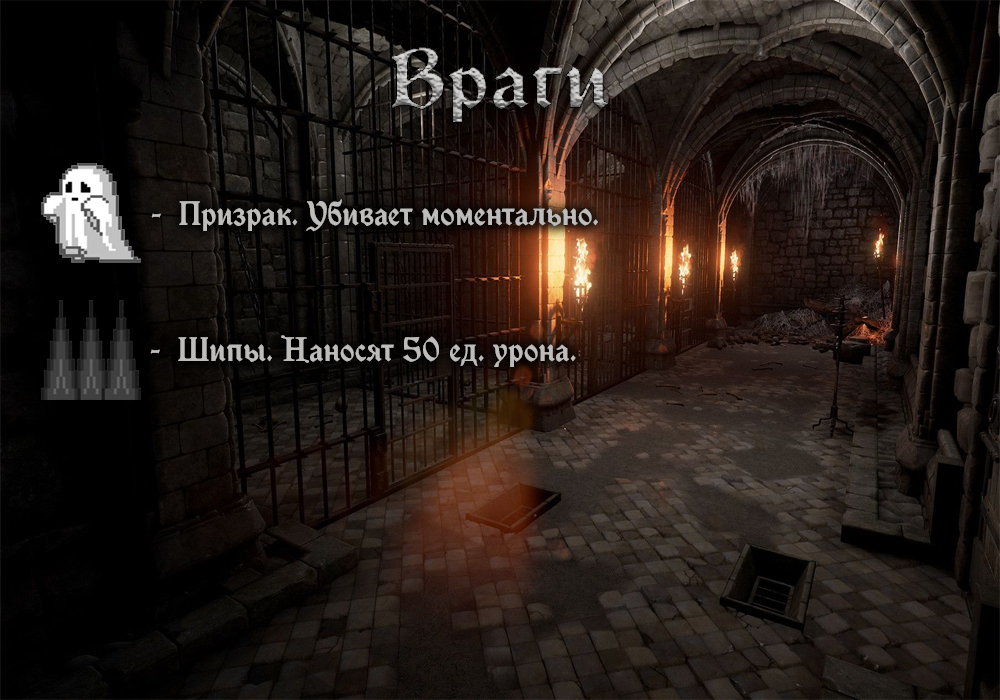 Враги
- Призрак. Убивает моментально.
- Шипы. Наносят 50 ед. урона.